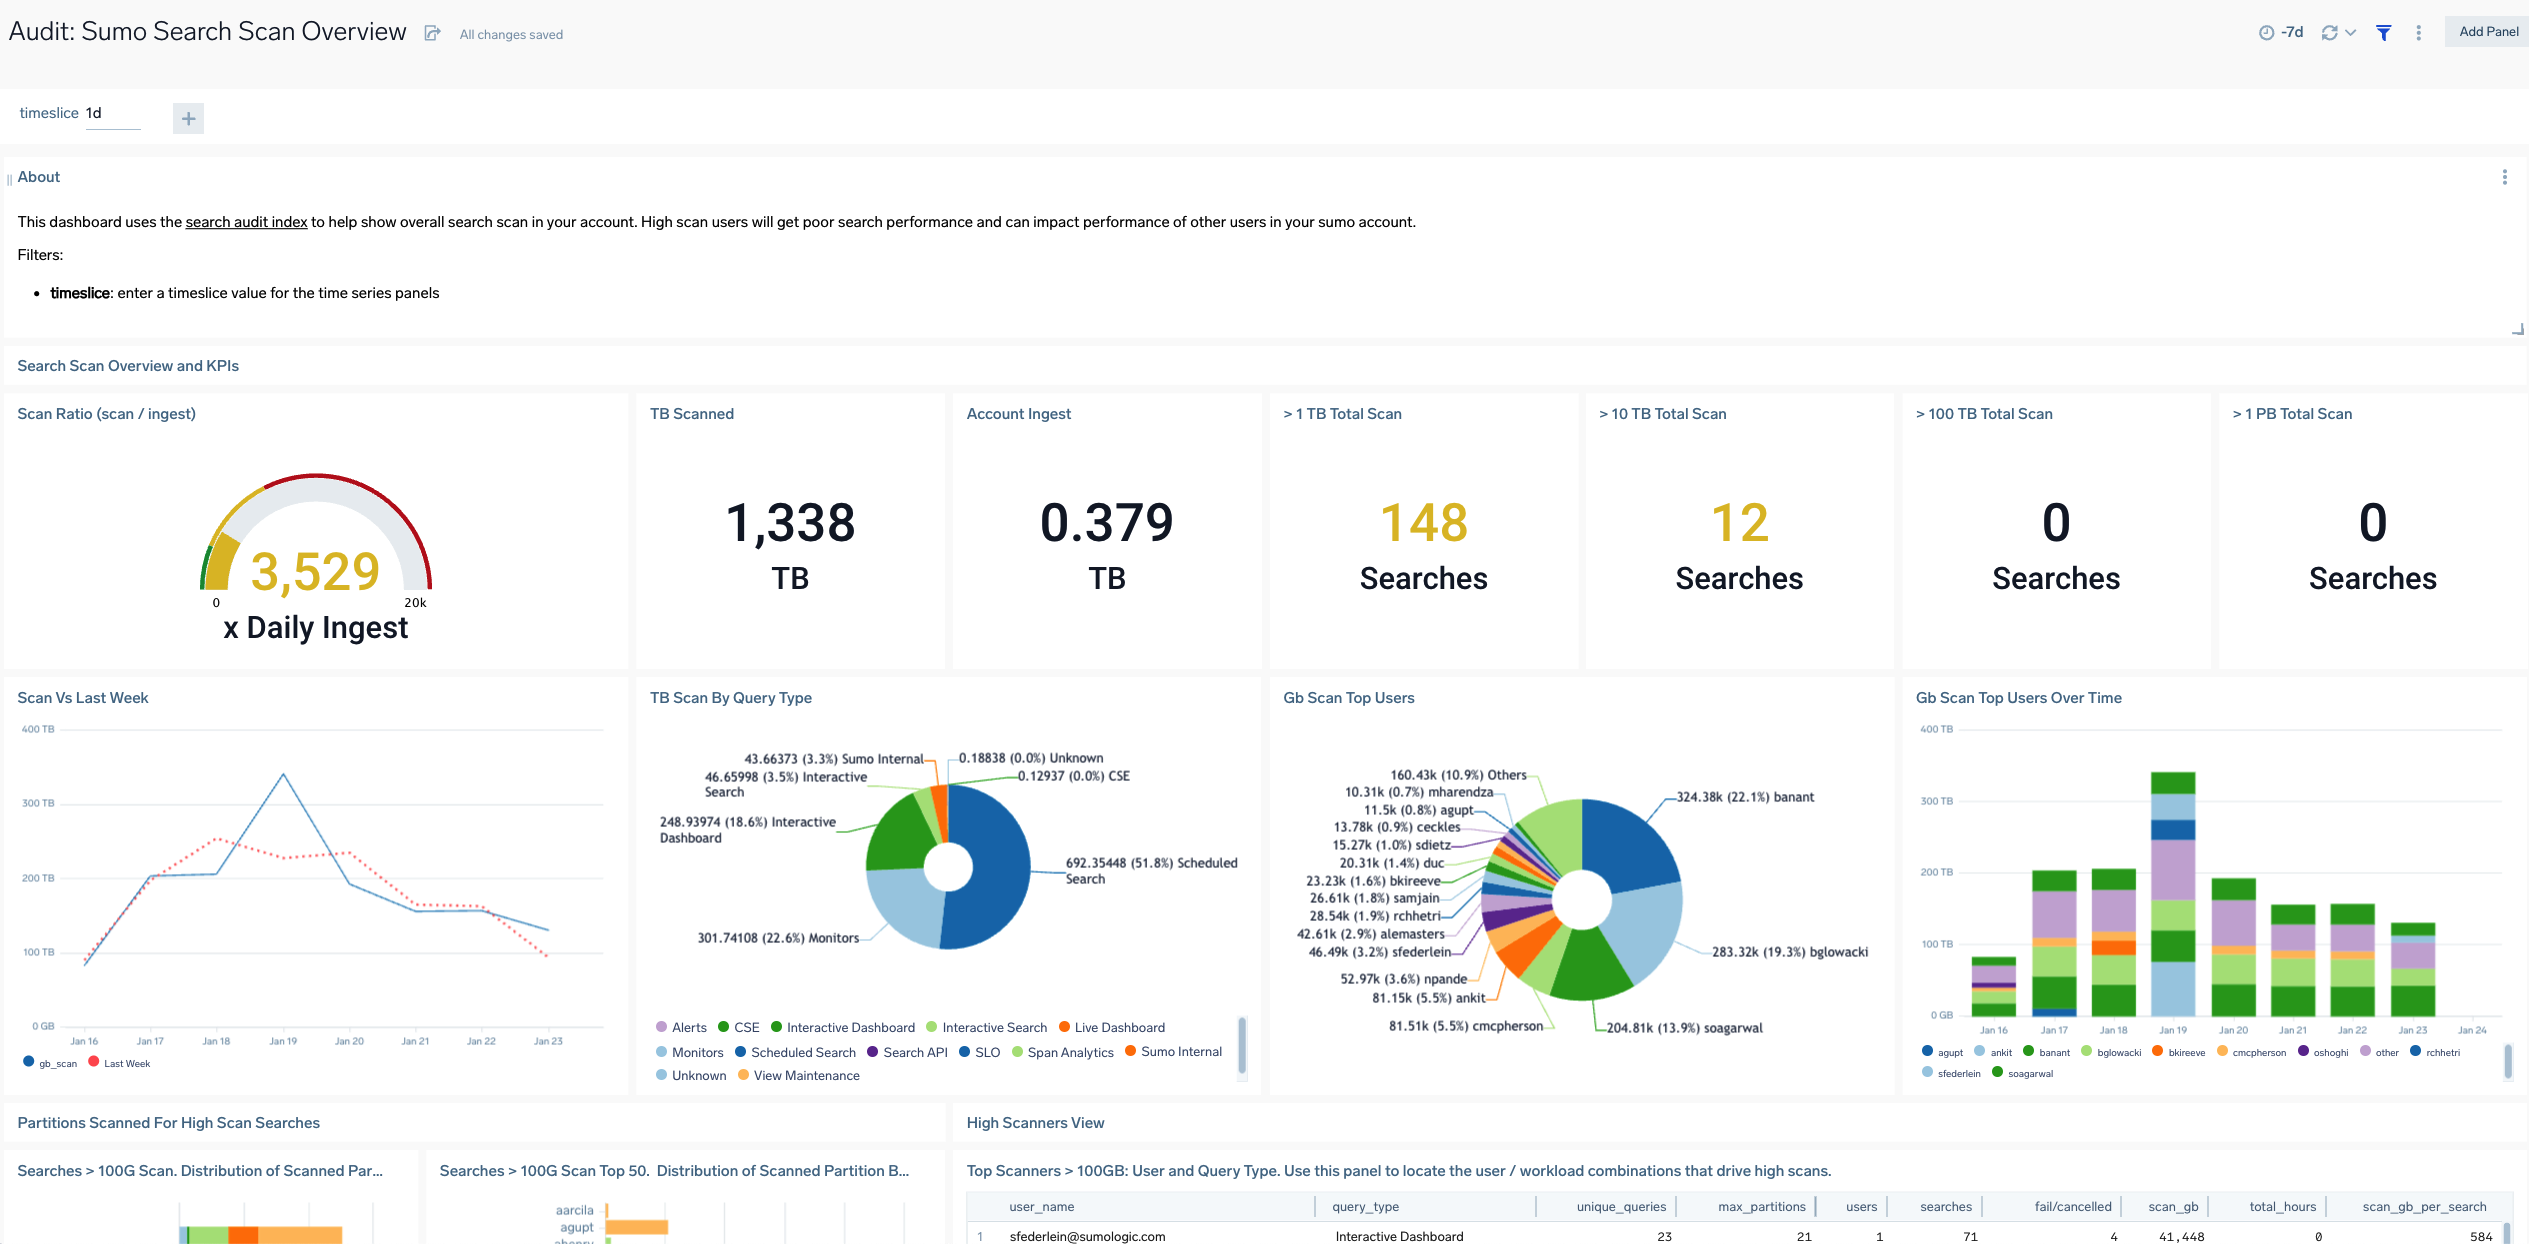 Audit: Sumo Search Scan Overview
All changes saved
-7d
Add Panel
timeslice 1d
About
This dashboard uses the search audit index to help show overall search scan in your account. High scan users will get poor search performance and can impact performance of other users in your sumo account.
Filters:
• timeslice: enter a timeslice value for the time series panels
Search Scan Overview and KPIs
Scan Ratio (scan / ingest)
3,529
0
20k
x Daily Ingest
TB Scanned
1,338
TB
Account Ingest
0.379
TB
> 1 TB Total Scan
148
Searches
> 10 TB Total Scan
12
Searches
> 100 TB Total Scan
0
Searches
> 1 PB Total Scan
0
Searches
Scan Vs Last Week
400 TB
300 TB
200 TB
100 TB
0 GB
Jan 16 Jan 17 Jan 18 Jan 19 Jan 20 Jan 21 Jan 22 Jan 23
gb_scan Last Week
TB Scan By Query Type
43.66373 (3.3%) Sumo Internal
0.18838 (0.0%) Unknown
46.65998 (3.5%) Interactive
Search
0.12937 (0.0%) CSE
248.93974 (18.6%) Interactive
Dashboard
692.35448 (51.8%) Scheduled
Search
301.74108 (22.6%) Monitors
Alerts CSE Interactive Dashboard Interactive Search Live Dashboard
Monitors Scheduled Search Search API SLO Span Analytics Sumo Internal
Unknown View Maintenance
Gb Scan Top Users
160.43k (10.9%) Others
10.31k (0.7%) mharendza
324.38k (22.1%) banant
11.5k (0.8%) agupt
13.78k (0.9%) ceckles
15.27k (1.0%) sdietz
20.31k (1.4%) duc
23.23k (1.6%) bkireeve
26.61k (1.8%) samjain
28.54k (1.9%) rchhetri
42.61k (2.9%) alemasters
46.49k (3.2%) sfederlein
283.32k (19.3%) bglowacki
52.97k (3.6%) npande
81.15k (5.5%) ankit
81.51k (5.5%) cmcpherson
204.81k (13.9%) soagarwal
Gb Scan Top Users Over Time
400 TB
300 TB
200 TB
100 TB
0 GB
Jan 16 Jan 17 Jan 18 Jan 19 Jan 20 Jan 21 Jan 22 Jan 23 Jan 24
agupt ankit banant bglowacki bkireeve cmcpherson oshoghi other rchhetri
sfederlein soagarwal
Partitions Scanned For High Scan Searches
High Scanners View
Searches > 100G Scan. Distribution of Scanned Par...
Searches > 100G Scan Top 50. Distribution of Scanned Partition B...
aarcila
agupt
ahenry
Top Scanners > 100GB: User and Query Type. Use this panel to locate the user / workload combinations that drive high scans.
user_name query_type unique_queries max_partitions users searches fail/cancelled scan_gb total_hours scan_gb_per_search
1 sfederlein@sumologic.com Interactive Dashboard 23 21 1 71 4 41,448 0 584